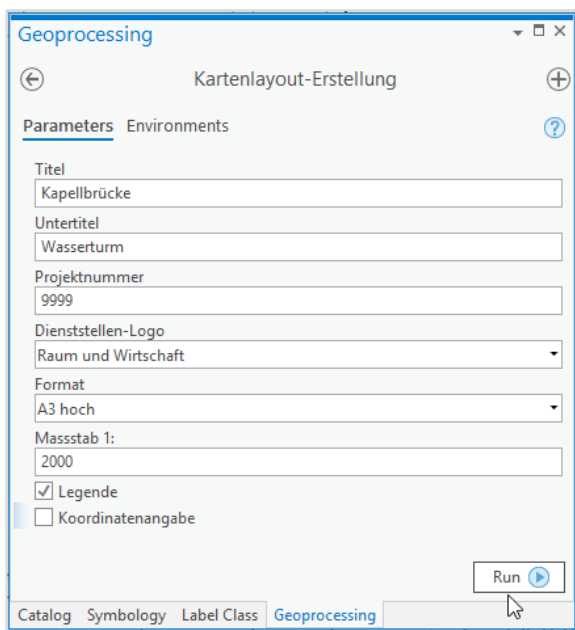 Geoprocessing
Kartenlayout-Erstellung
Parameters Environments
Titel
Kapellbrücke
Untertitel
Wasserturm
Projektnummer
9999
Dienststellen-Logo
Raum und Wirtschaft
Format
A3 hoch
Massstab 1:
2000
Legende
Koordinatenangabe
Run
Catalog Symbology Label Class Geoprocessing